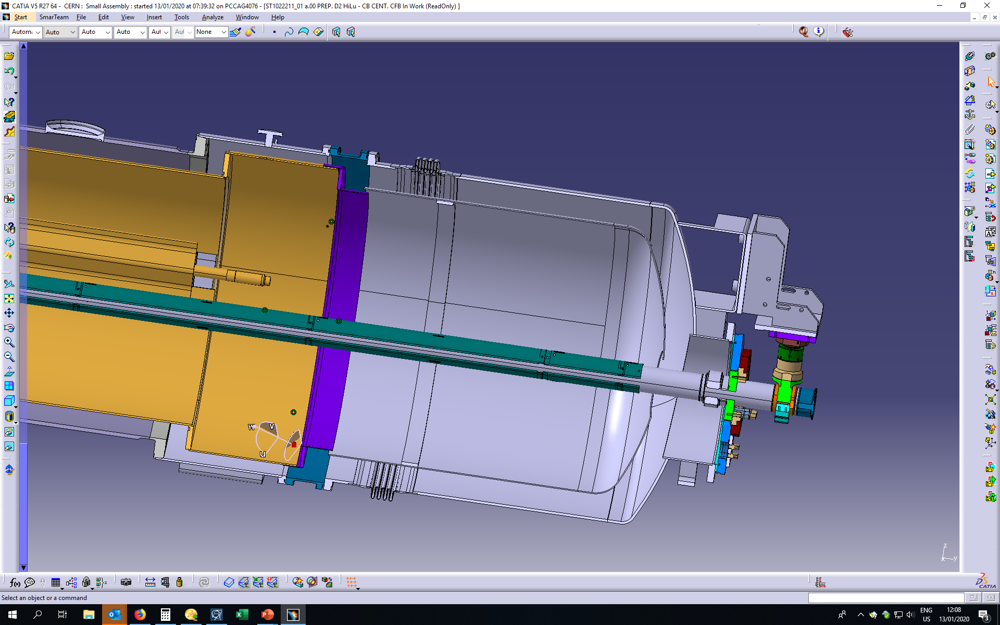 CATIA V5 R27 64 - CERN : Small Assembly : started 13/01/2020 at 07:39:32 on PCCAG4076 - [ST1022211_01 a.00 PREP. D2 HiLu - CB CENT. CFB In Work (ReadOnly) ]
Start SmarTeam File Edit View Insert Tools Analyze Window Help
Automa Auto Auto Auto Aut Aut None
w v
u
z
x y
f(x)
CATIA
Select an object or a command
ENG
US
12:08
13/01/2020
3